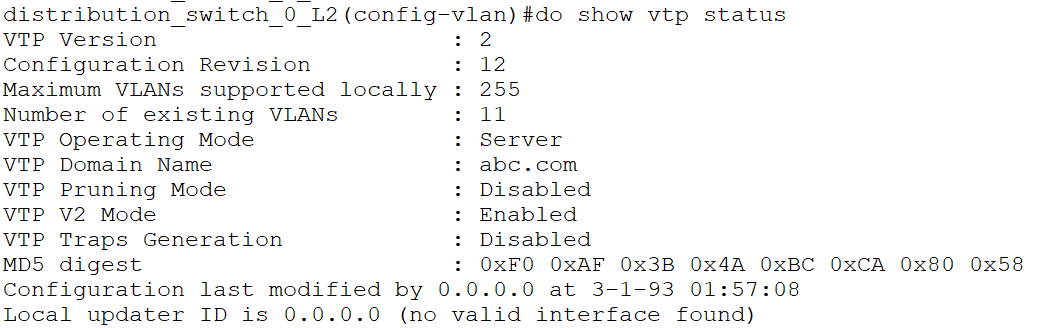 distribution_switch_0_L2(config-vlan)#do show vtp status
VTP Version                     : 2
Configuration Revision          : 12
Maximum VLANs supported locally : 255
Number of existing VLANs        : 11
VTP Operating Mode              : Server
VTP Domain Name                 : abc.com
VTP Pruning Mode                : Disabled
VTP V2 Mode                     : Enabled
VTP Traps Generation            : Disabled
MD5 digest                      : 0xF0 0xAF 0x3B 0x4A 0xBC 0xCA 0x80 0x58
Configuration last modified by 0.0.0.0 at 3-1-93 01:57:08
Local updater ID is 0.0.0.0 (no valid interface found)